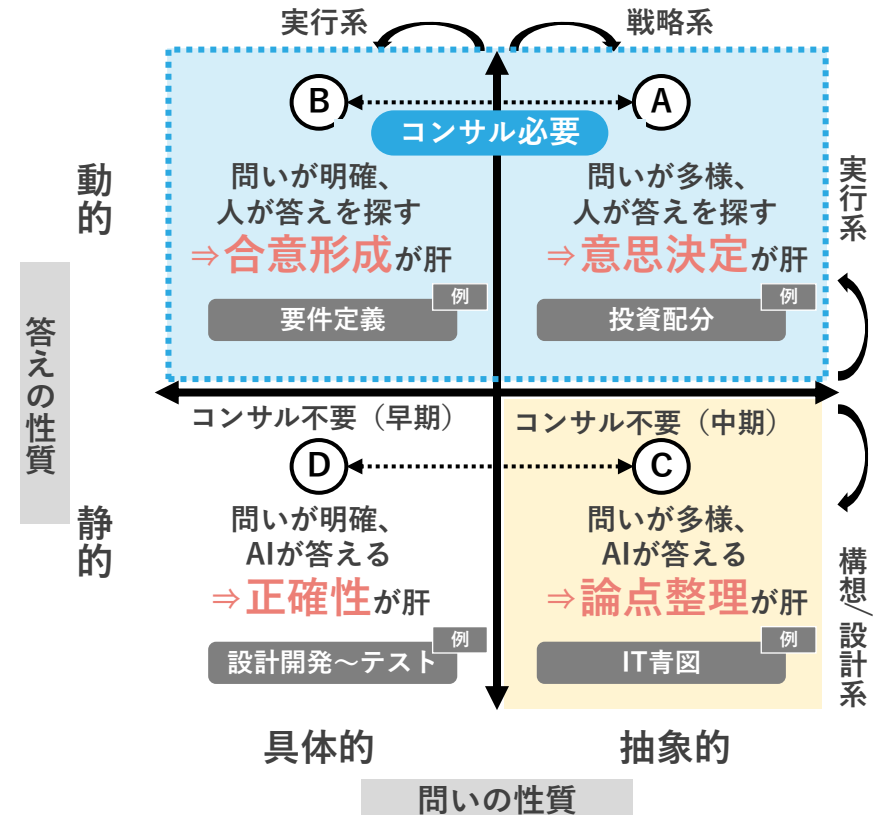 実行系
戦略系
B
A
コンサル必要
問いが明確、
人が答えを探す
⇒合意形成が肝
例
要件定義
問いが多様、
人が答えを探す
⇒意思決定が肝
例
投資配分
動的
実行系
答えの性質
コンサル不要（早期）
コンサル不要（中期）
D
C
問いが明確、
AIが答える
⇒正確性が肝
例
設計開発～テスト
問いが多様、
AIが答える
⇒論点整理が肝
例
IT青図
静的
構想/設計系
具体的
抽象的
問いの性質